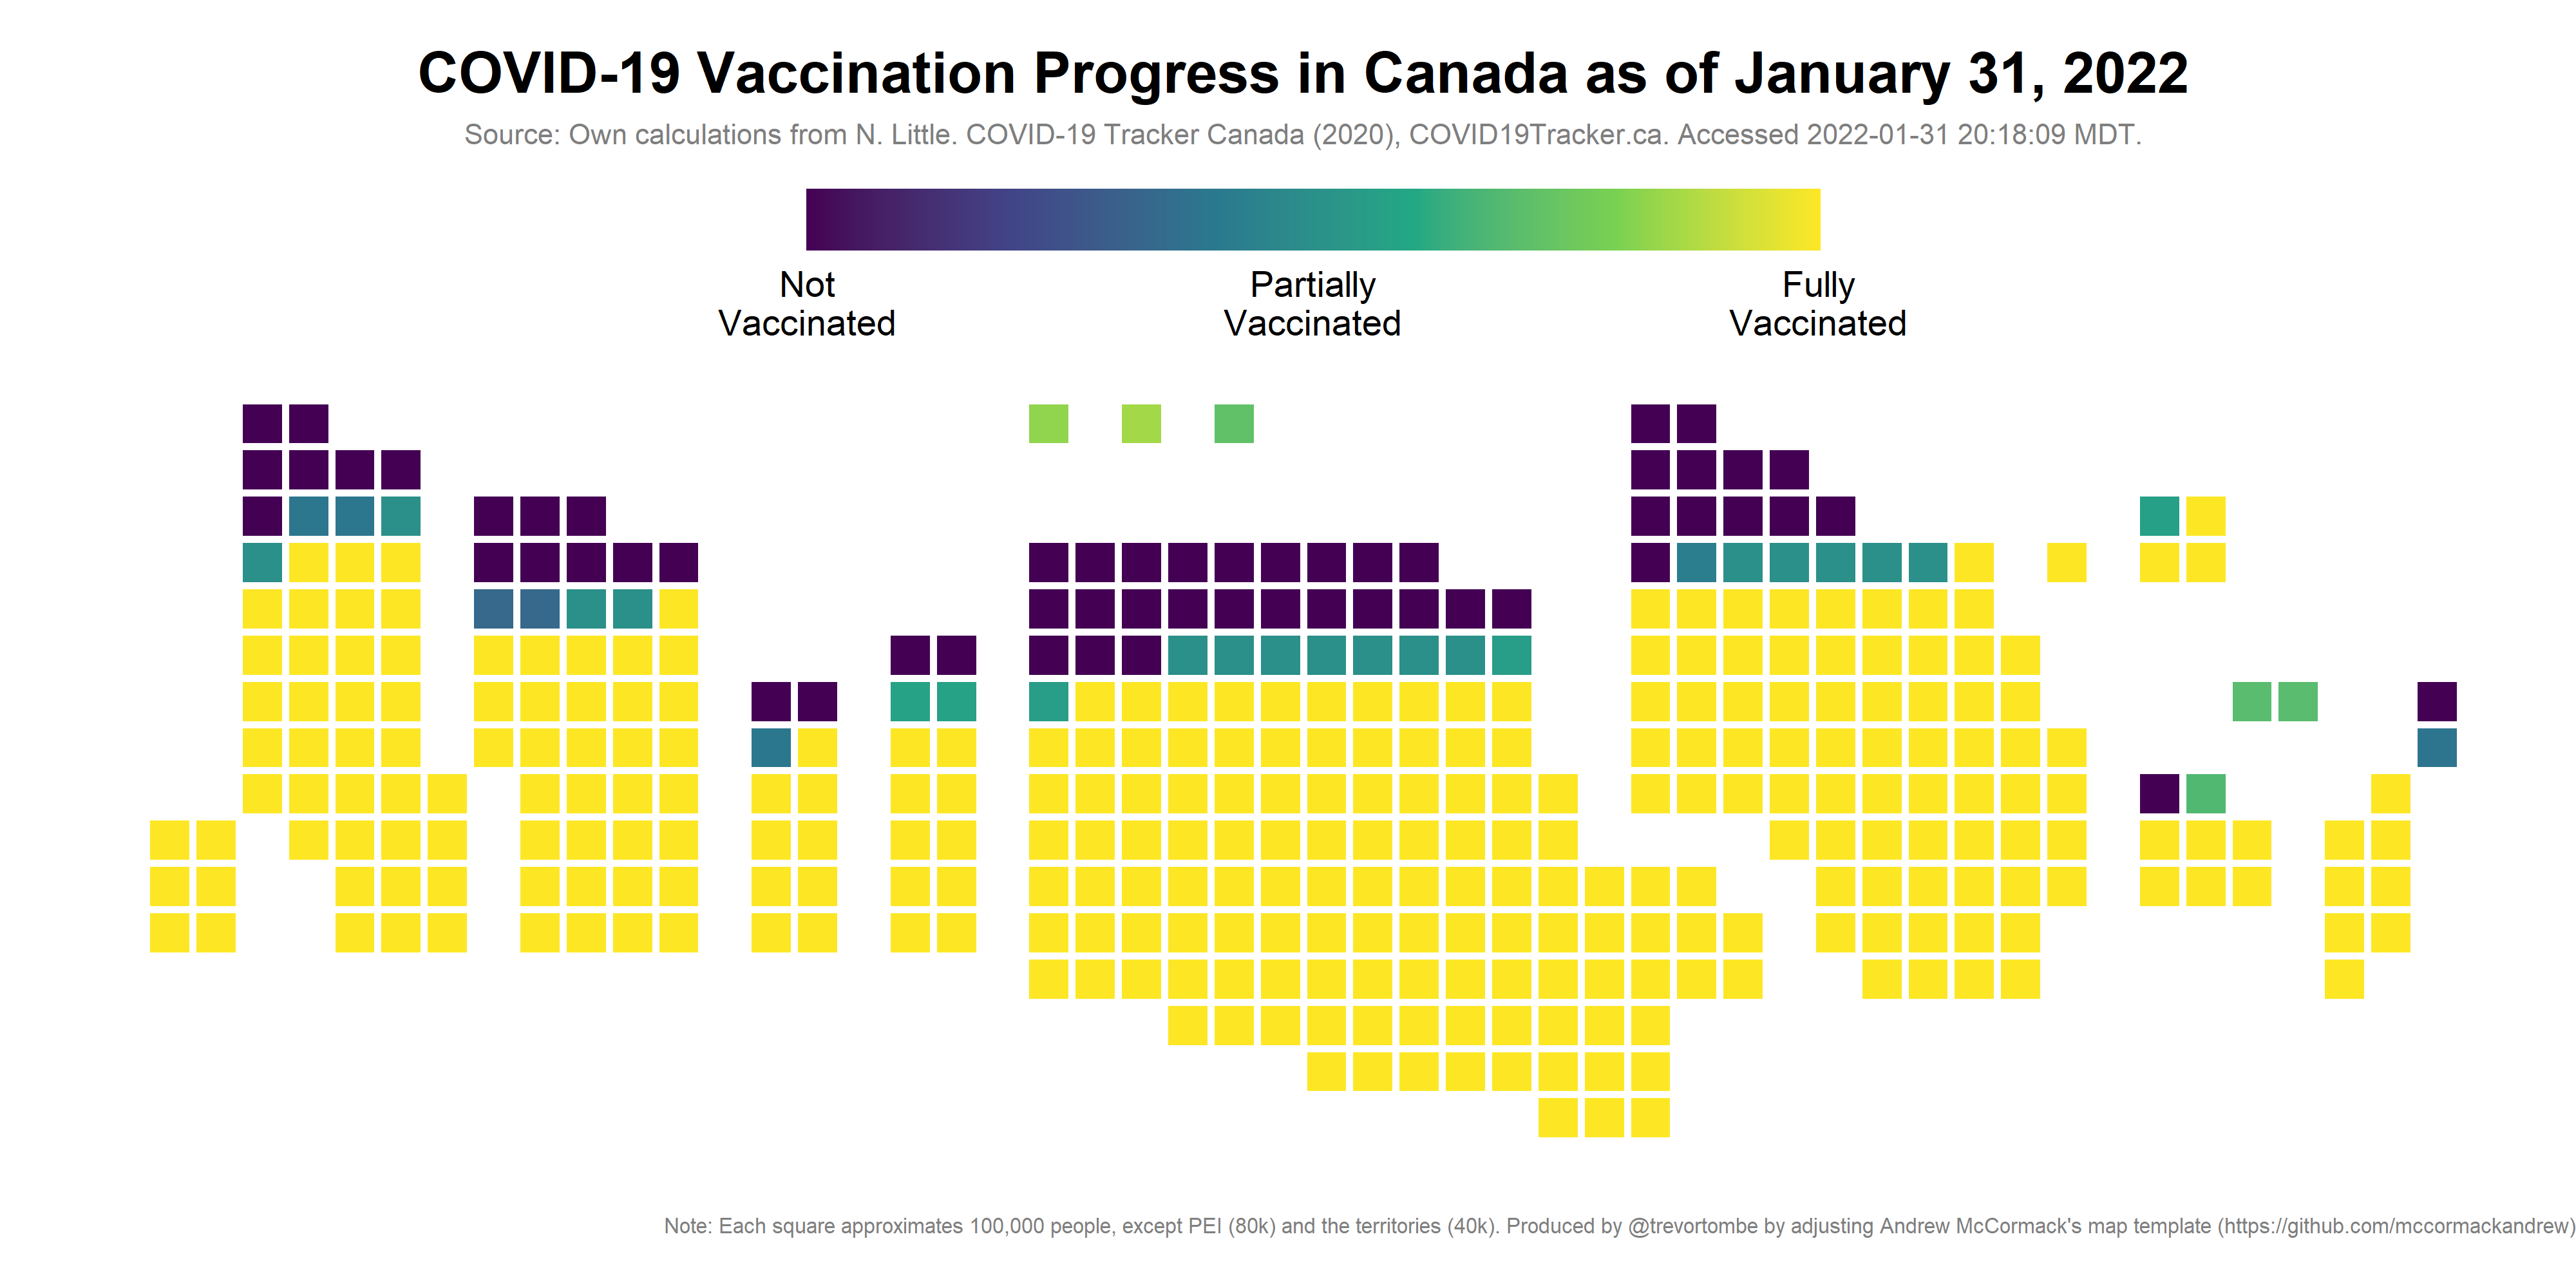 COVID-19 Vaccination Progress in Canada as of January 31, 2022
Source: Own calculations from N. Little. COVID-19 Tracker Canada (2020), COVID19Tracker.ca. Accessed 2022-01-31 20:18:09 MDT.
Not Vaccinated
Partially Vaccinated
Fully Vaccinated
Note: Each square approximates 100,000 people, except PEI (80k) and the territories (40k). Produced by @trevortombe by adjusting Andrew McCormack's map template (https://github.com/mccormackandrew)